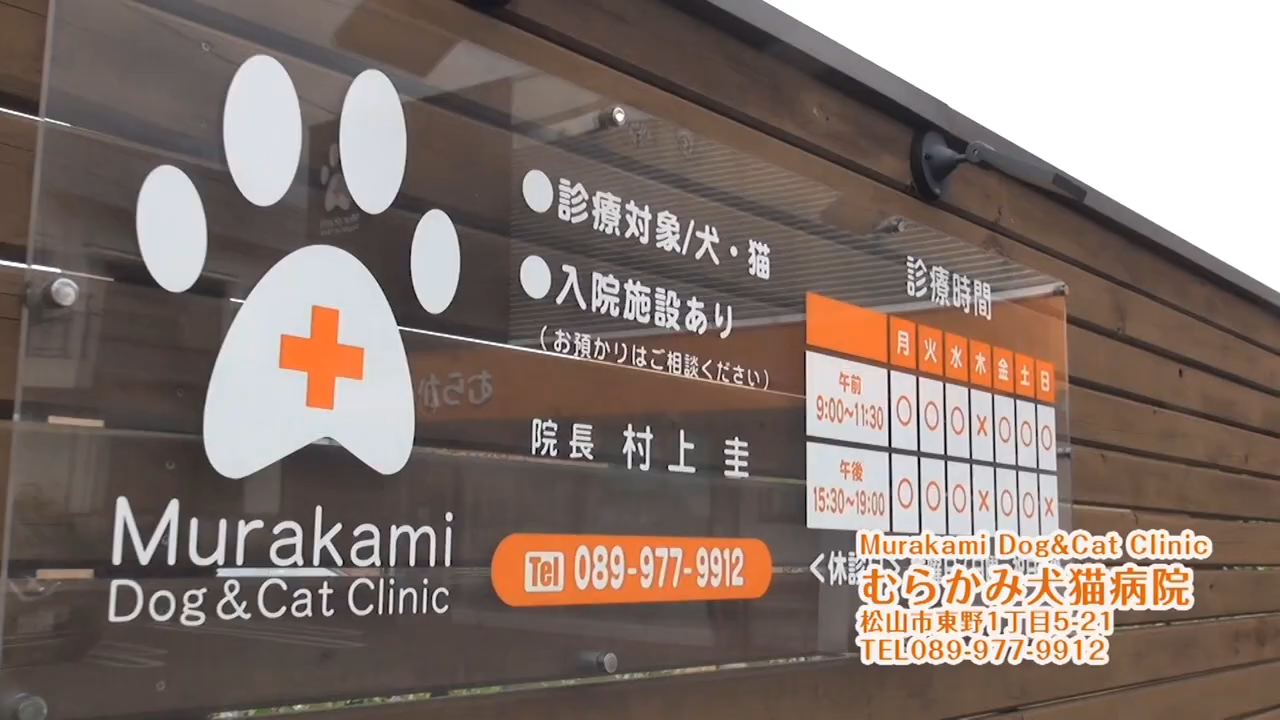 ●診療対象/犬・猫
●入院施設あり
(お預かりはご相談ください)
院長 村上 圭
Tel 089-977-9912
Murakami
Dog & Cat Clinic
診療時間
月 火 水 木 金 土 日
午前
9:00~11:30 ○ ○ ○ × ○ ○ ○
午後
15:30~19:00 ○ ○ ○ × ○ ○ ×
<休診
Murakami Dog&Cat Clinic
むらかみ犬猫病院
松山市東野1丁目5-21
TEL089-977-9912